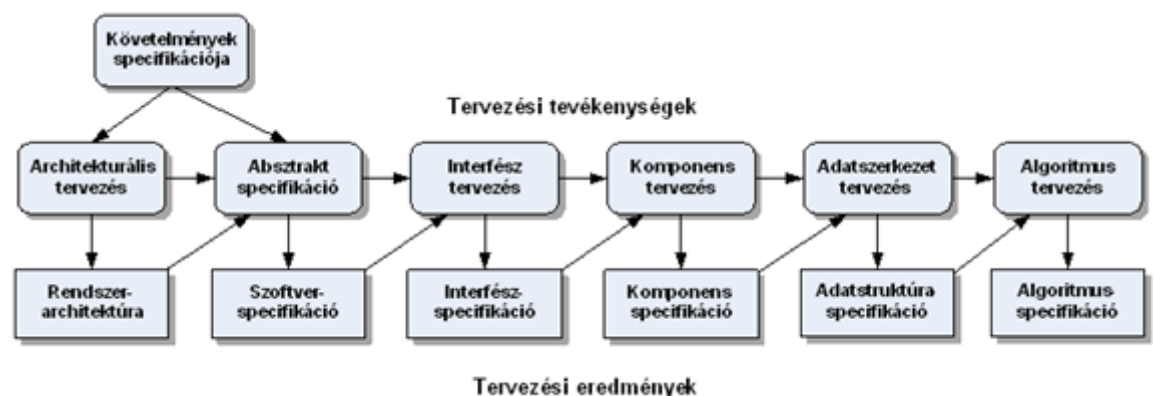 Követelmények
specifikációja
Tervezési tevékenységek
Architekturális
tervezés
Absztrakt
specifikáció
Interfész
tervezés
Komponens
tervezés
Adatszerkezet
tervezés
Algoritmus
tervezés
Rendszer-
architektúra
Szoftver-
specifikáció
Interfész-
specifikáció
Komponens
specifikáció
Adatstruktúra
specifikáció
Algoritmus-
specifikáció
Tervezési eredmények